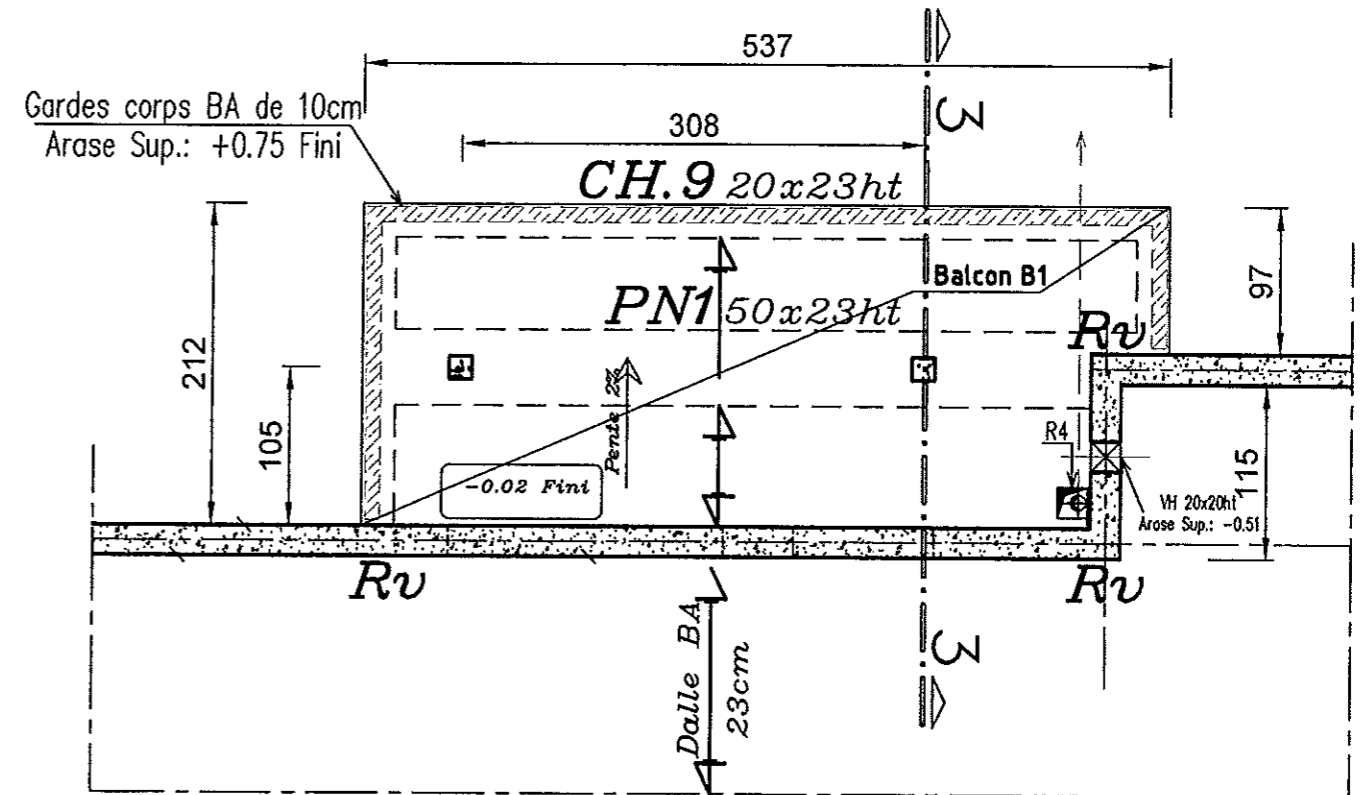 537
Gardes corps BA de 10cm
Arase Sup.: +0.75 Fini
308
3
CH.9 20x23ht
Balcon B1
PN1 50x23ht
97
Rv
212
105
Pente 2%
R4
-0.02 Fini
VH 20x20ht
Arose Sup.: -0.51
115
Rv
Rv
Dalle BA
23cm
3